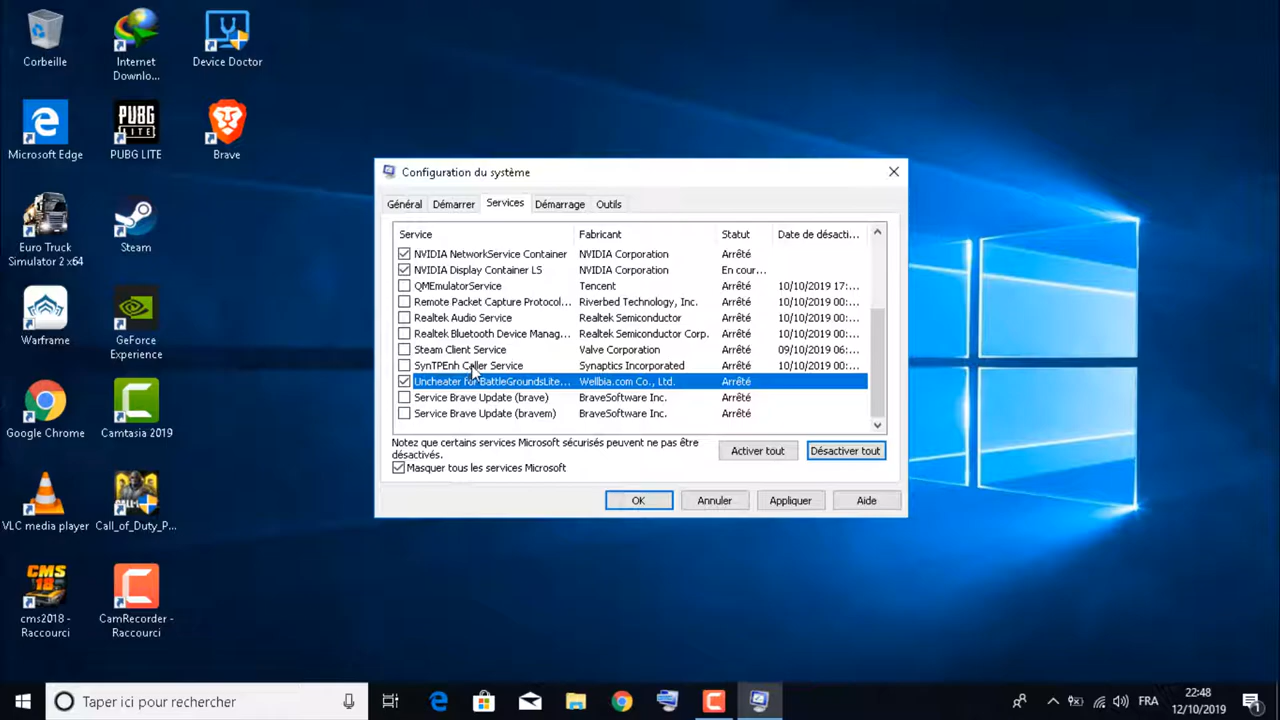 Corbeille
Internet
Downlo...
Device Doctor
Microsoft Edge
PUBG
LITE
PUBG LITE
Brave
Euro Truck
Simulator 2 x64
Steam
Warframe
GeForce
Experience
Google Chrome
Camtasia 2019
VLC media player
Call_of_Duty_P...
CMS
18
cms2018 -
Raccourci
CamRecorder -
Raccourci
Configuration du système
Général
Démarrer
Services
Démarrage
Outils
Service Fabricant Statut Date de désacti...
NVIDIA NetworkService Container NVIDIA Corporation Arrêté
NVIDIA Display Container LS NVIDIA Corporation En cour...
QMEmulatorService Tencent Arrêté 10/10/2019 17:...
Remote Packet Capture Protocol... Riverbed Technology, Inc. Arrêté 10/10/2019 00:...
Realtek Audio Service Realtek Semiconductor Arrêté 10/10/2019 00:...
Realtek Bluetooth Device Manag... Realtek Semiconductor Corp. Arrêté 10/10/2019 00:...
Steam Client Service Valve Corporation Arrêté 09/10/2019 06:...
SynTPEnh Caller Service Synaptics Incorporated Arrêté 10/10/2019 00:...
Uncheater for BattleGroundsLite... Wellbia.com Co., Ltd. Arrêté
Service Brave Update (brave) BraveSoftware Inc. Arrêté
Service Brave Update (bravem) BraveSoftware Inc. Arrêté
Notez que certains services Microsoft sécurisés peuvent ne pas être
désactivés.
Activer tout
Désactiver tout
Masquer tous les services Microsoft
OK
Annuler
Appliquer
Aide
Taper ici pour rechercher
FRA
22:48
12/10/2019
1